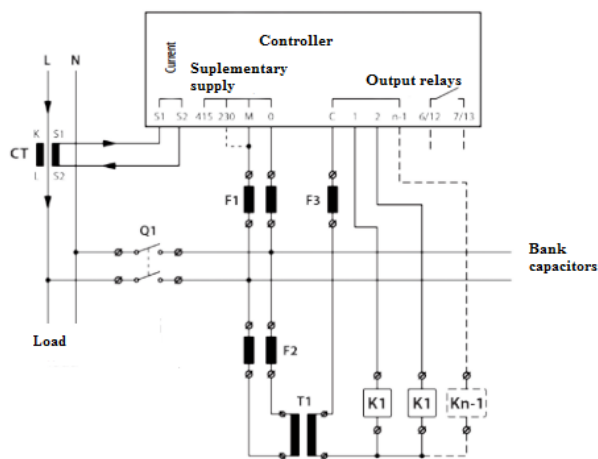 Controller
L N
Current
Suplementary
supply
Output relays
S1 S2 415 230 M 0 C 1 2 n-1 6/12 7/13
K S1
CT
L S2
F1 F3
Q1
Bank
capacitors
Load
F2
T1
K1 K1 Kn-1